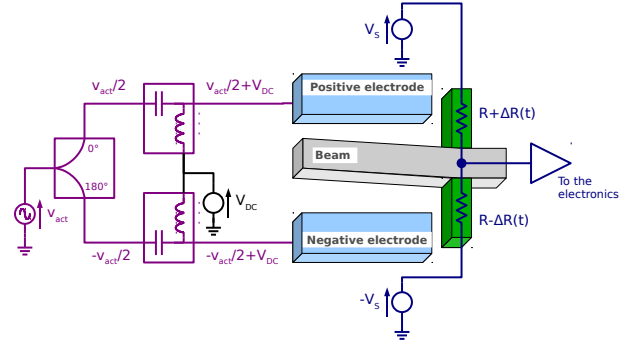 V_S
v_act/2
v_act/2+V_DC
Positive electrode
R+ΔR(t)
0°
Beam
180°
To the
electronics
v_act
V_DC
R-ΔR(t)
Negative electrode
-v_act/2
-v_act/2+V_DC
-V_S